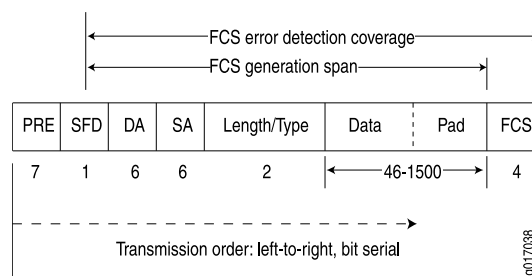 FCS error detection coverage
FCS generation span
PRE SFD DA SA Length/Type Data Pad FCS
7 1 6 6 2 46-1500 4
Transmission order: left-to-right, bit serial
g017038